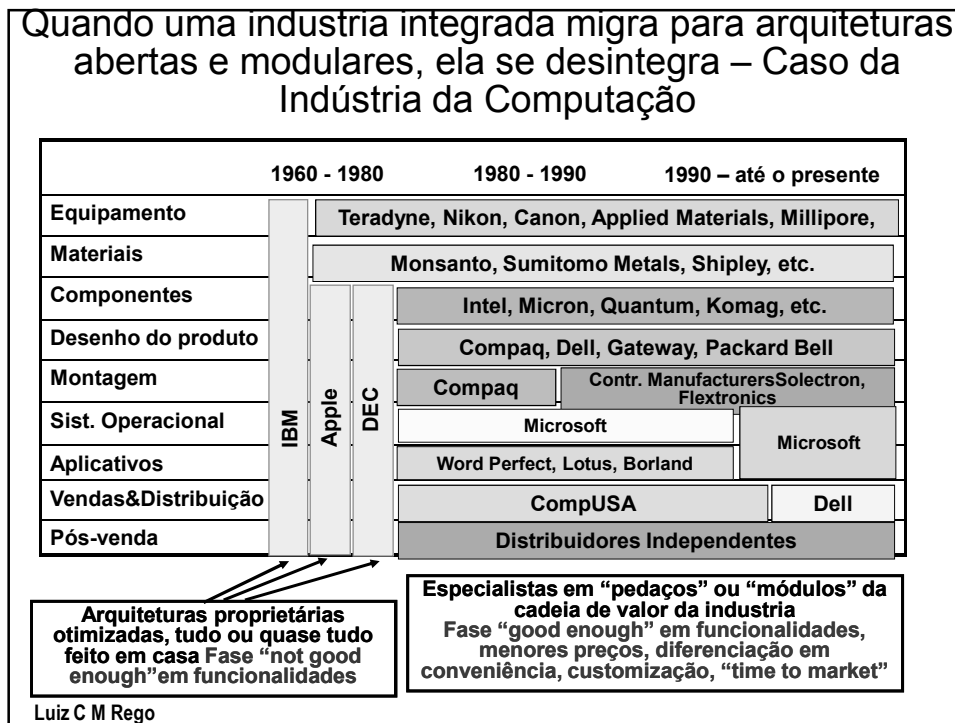 Quando uma industria integrada migra para arquiteturas
abertas e modulares, ela se desintegra – Caso da
Indústria da Computação
1960 - 1980 1980 - 1990 1990 – até o presente
Equipamento Teradyne, Nikon, Canon, Applied Materials, Millipore,
Materiais Monsanto, Sumitomo Metals, Shipley, etc.
Componentes Intel, Micron, Quantum, Komag, etc.
Desenho do produto Compaq, Dell, Gateway, Packard Bell
Montagem Compaq Contr. ManufacturersSolectron,
Flextronics
Sist. Operacional Microsoft Microsoft
Aplicativos Word Perfect, Lotus, Borland
Vendas&Distribuição CompUSA Dell
Pós-venda Distribuidores Independentes
IBM
Apple
DEC
Arquiteturas proprietárias
otimizadas, tudo ou quase tudo
feito em casa Fase “not good
enough”em funcionalidades
Especialistas em “pedaços” ou “módulos” da
cadeia de valor da industria
Fase “good enough” em funcionalidades,
menores preços, diferenciação em
conveniência, customização, “time to market”
Luiz C M Rego